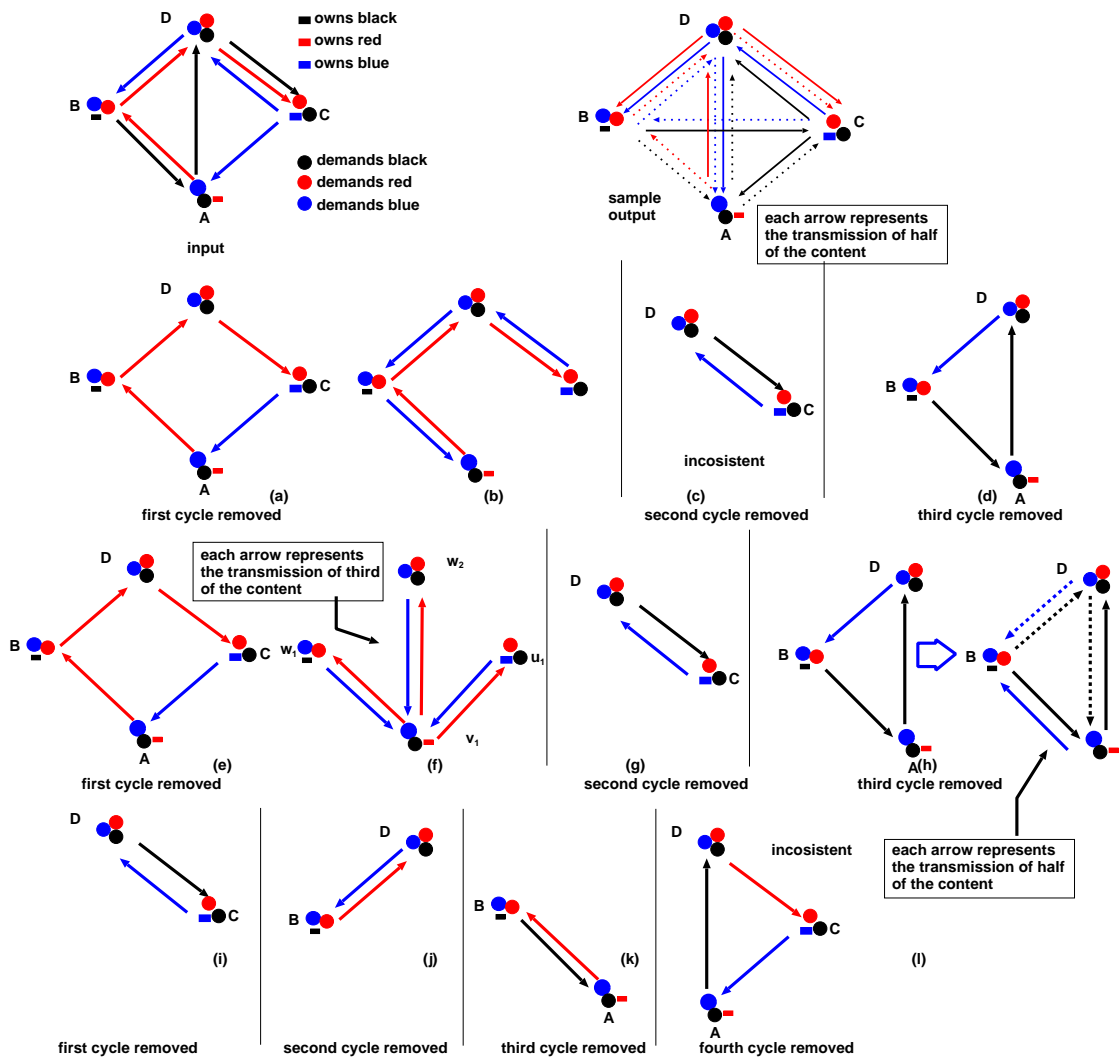 D
owns black
owns red
owns blue
B
C
demands black
demands red
demands blue
A
input
D
B
C
sample
output
A
each arrow represents
the transmission of half
of the content
D
B
C
A
(a)
first cycle removed
(b)
D
C
incosistent
(c)
second cycle removed
D
B
A
(d)
third cycle removed
D
B
C
A
(e)
first cycle removed
each arrow represents
the transmission of third
of the content
w2
w1
u1
v1
(f)
D
C
(g)
second cycle removed
D
B
A
(h)
third cycle removed
D
B
each arrow represents
the transmission of half
of the content
D
C
(i)
first cycle removed
D
B
(j)
second cycle removed
B
A
(k)
third cycle removed
D
incosistent
C
A
(l)
fourth cycle removed